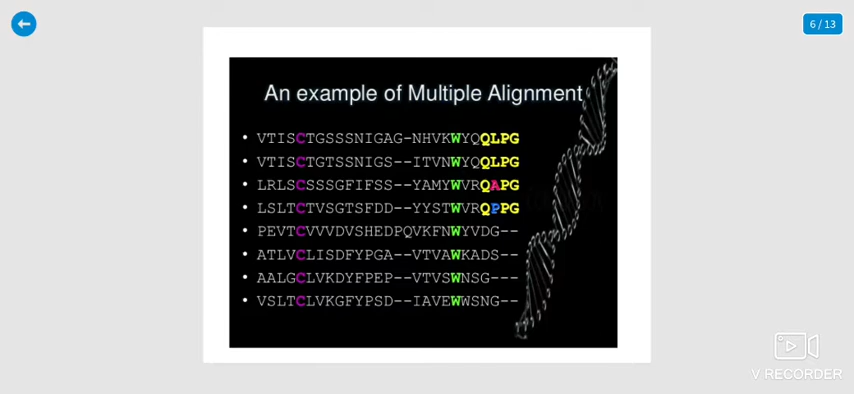 6 / 13
An example of Multiple Alignment
• VTISCTGSSSNIGAG-NHVKWYQQLPG
• VTISCTGTSSNIGS--ITVNWYQQLPG
• LRLSCSSSGFIFSS--YAMYWVRQAPG
• LSLTCTVSGTSFDD--YYSTWVRQPPG
• PEVTCVVVDVSHEDPQVKFNWYVDG--
• ATLVCLISDFYPGA--VTVAWKADS--
• AALGCLVKDYFPEP--VTVSWNSG---
• VSLTCLVKGFYPSD--IAVEWWSNG--
V RECORDER